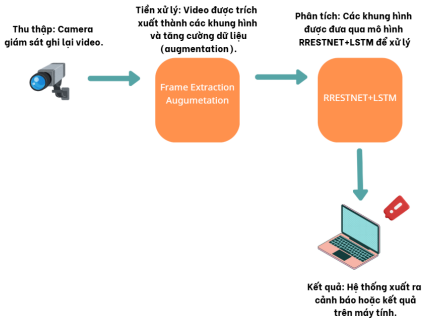 Thu thập: Camera
giám sát ghi lại video.
Tiền xử lý: Video được trích
xuất thành các khung hình
và tăng cường dữ liệu
(augmentation).
Phân tích: Các khung hình
được đưa qua mô hình
RRESTNET+LSTM để xử lý
Frame Extraction
Augumetation
RRESTNET+LSTM
Kết quả: Hệ thống xuất ra
cảnh báo hoặc kết quả
trên máy tính.